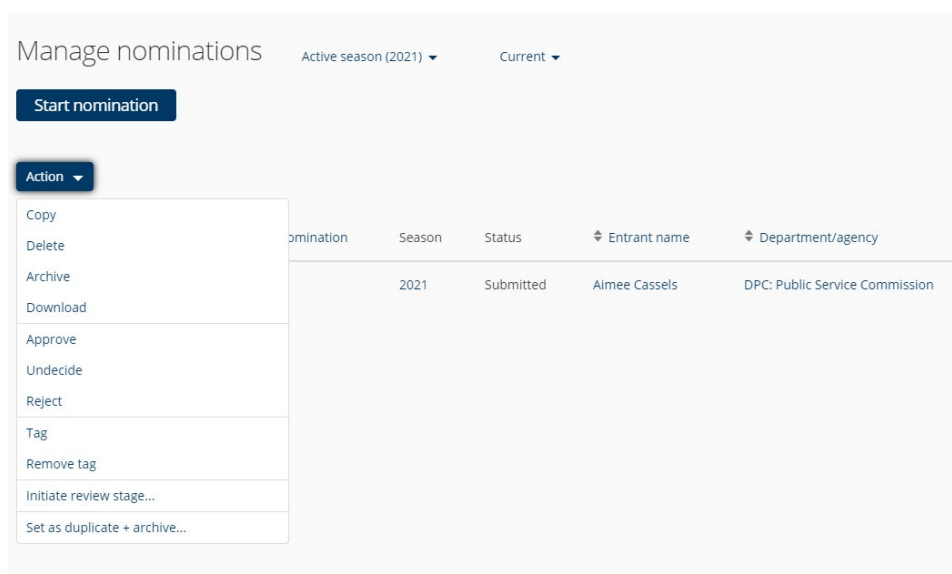 Manage nominations Active season (2021) Current
Start nomination
Action
Copy
Delete
omination Season Status Entrant name Department/agency
Archive
2021 Submitted Aimee Cassels DPC: Public Service Commission
Download
Approve
Undecide
Reject
Tag
Remove tag
Initiate review stage...
Set as duplicate + archive...